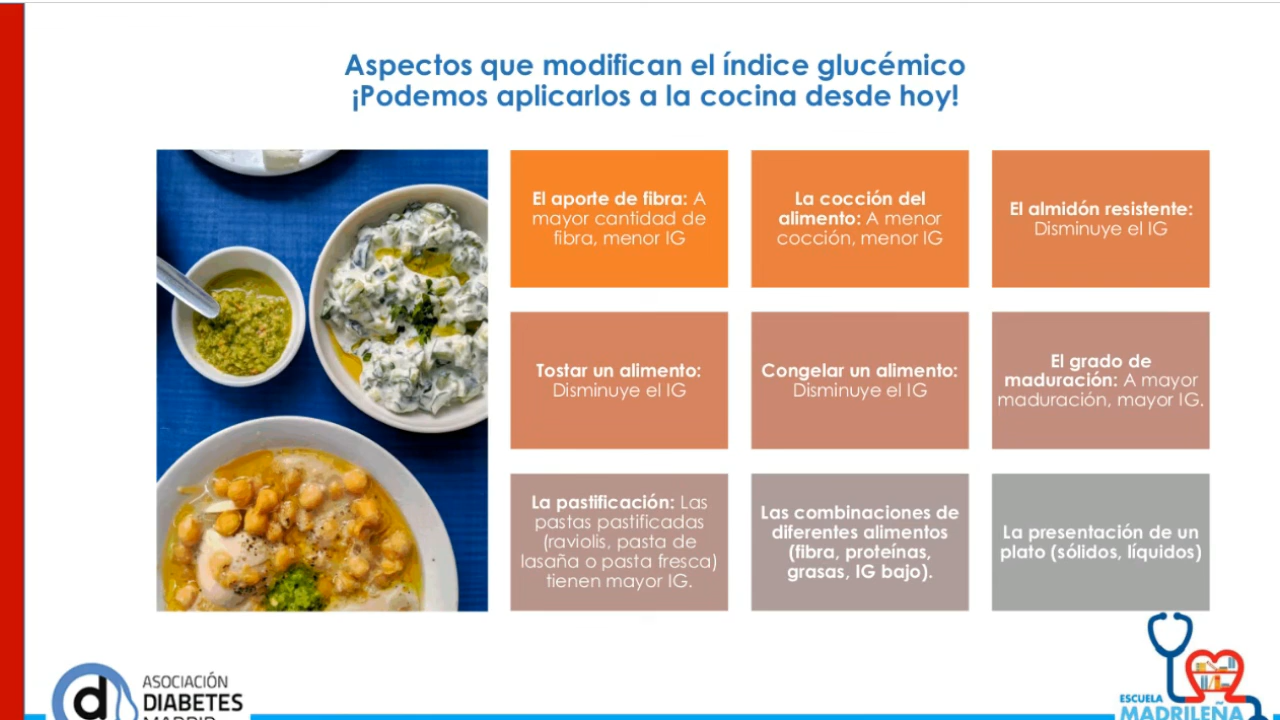 Aspectos que modifican el índice glucémico
¡Podemos aplicarlos a la cocina desde hoy!
El aporte de fibra: A
mayor cantidad de
fibra, menor IG
La cocción del
alimento: A menor
cocción, menor IG
El almidón resistente:
Disminuye el IG
Tostar un alimento:
Disminuye el IG
Congelar un alimento:
Disminuye el IG
El grado de
maduración: A mayor
maduración, mayor IG.
La pastificación: Las
pastas pastificadas
(raviolis, pasta de
lasaña o pasta fresca)
tienen mayor IG.
Las combinaciones de
diferentes alimentos
(fibra, proteínas,
grasas, IG bajo).
La presentación de un
plato (sólidos, líquidos)
d
ASOCIACIÓN
DIABETES
MADRID
ESCUELA
MADRILEÑA